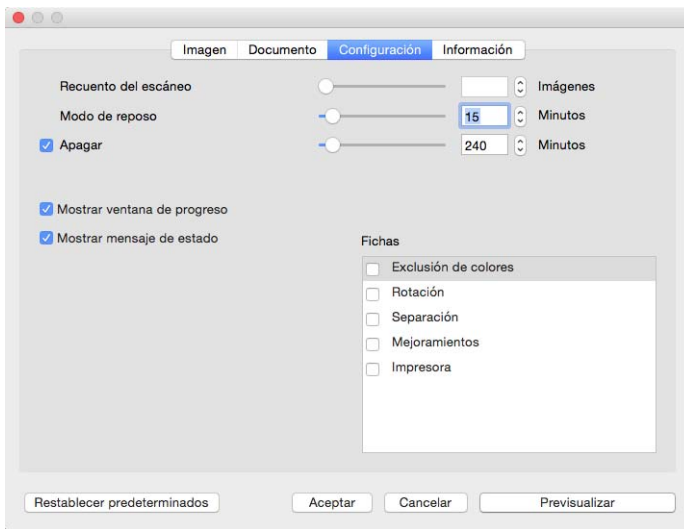 Imagen Documento Configuración Información
Recuento del escáneo Imágenes
Modo de reposo 15 Minutos
Apagar 240 Minutos
Mostrar ventana de progreso
Mostrar mensaje de estado
Fichas
Exclusión de colores
Rotación
Separación
Mejoramientos
Impresora
Restablecer predeterminados Aceptar Cancelar Previsualizar